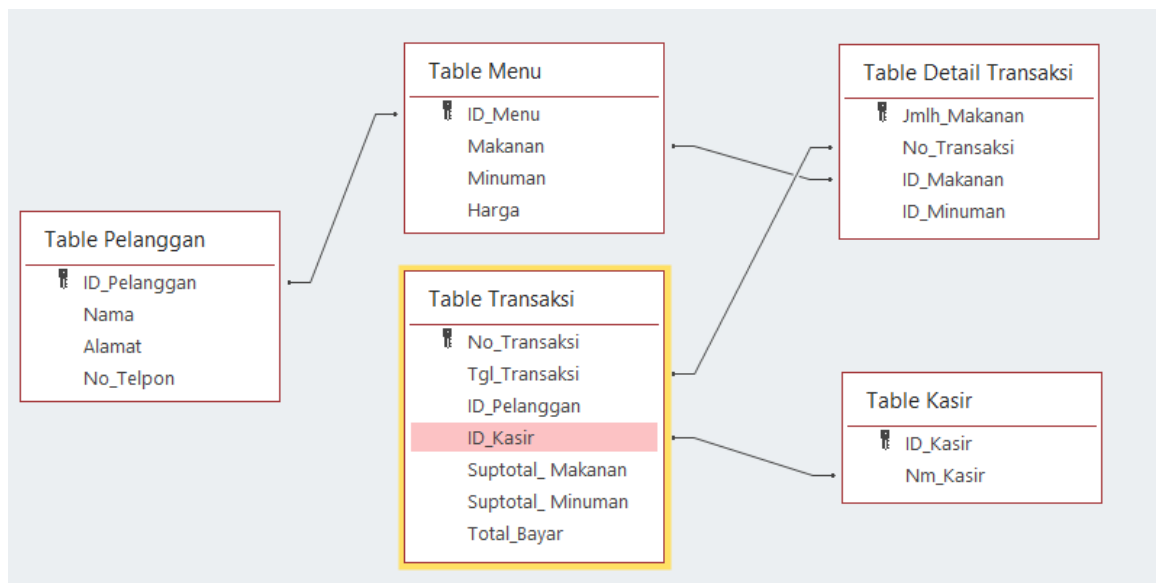 Table Pelanggan
ID_Pelanggan
Nama
Alamat
No_Telpon
Table Menu
ID_Menu
Makanan
Minuman
Harga
Table Transaksi
No_Transaksi
Tgl_Transaksi
ID_Pelanggan
ID_Kasir
Suptotal_ Makanan
Suptotal_ Minuman
Total_Bayar
Table Detail Transaksi
Jmlh_Makanan
No_Transaksi
ID_Makanan
ID_Minuman
Table Kasir
ID_Kasir
Nm_Kasir